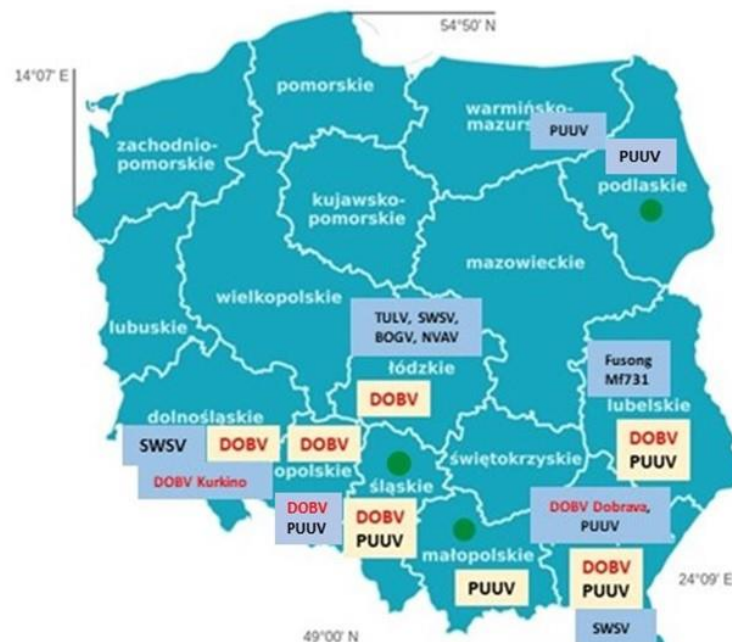 54°50' N
14°07' E
pomorskie
warmińsko-
mazurs
PUUV
zachodnio-
pomorskie
PUUV
podlaskie
kujawsko-
pomorskie
mazowieckie
wielkopolskie
lubuskie
TULV, SWSV,
BOGV, NVAV
łódzkie
Fusong
Mf731
lubelskie
DOBV
dolnośląskie
SWSV
DOBV
DOBV
DOBV
PUUV
DOBV Kurkino
opolskie
śląskie
świętokrzyskie
DOBV
PUUV
DOBV
PUUV
DOBV Dobrava,
PUUV
małopolskie
PUUV
DOBV
PUUV
24°09' E
SWSV
49°00' N